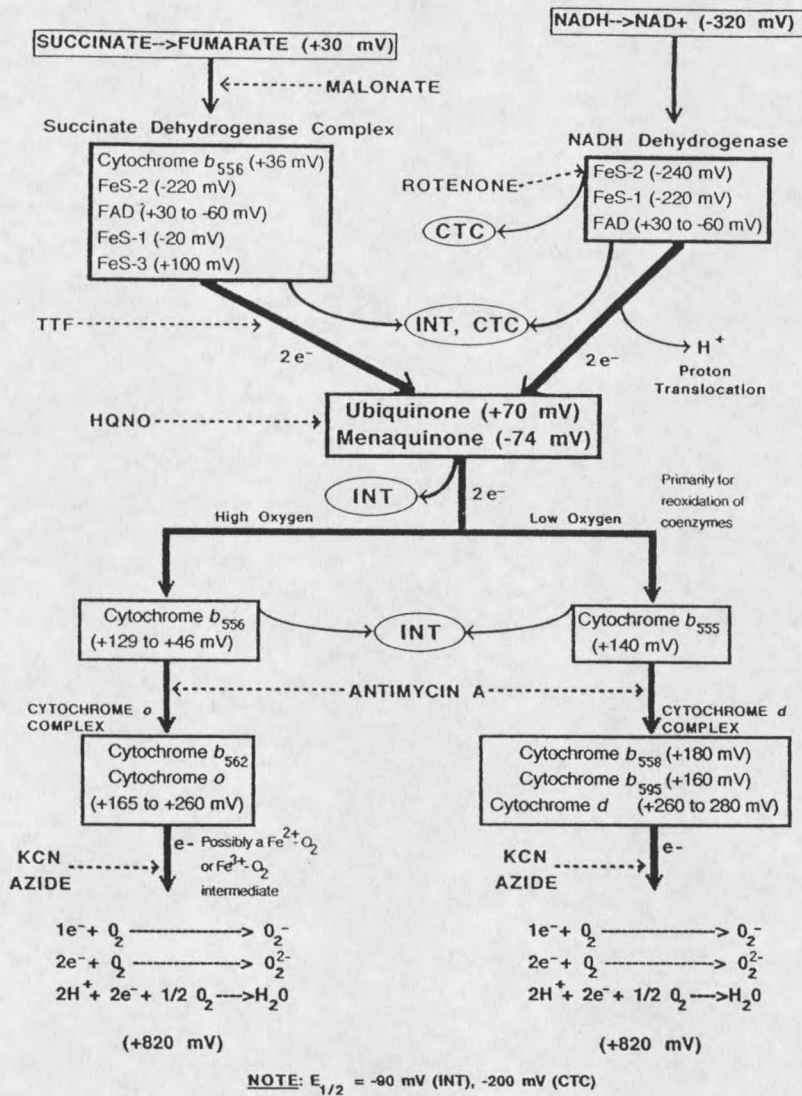 SUCCINATE-->FUMARATE (+30 mV)
NADH-->NAD+ (-320 mV)
MALONATE
Succinate Dehydrogenase Complex
Cytochrome b556 (+36 mV)
FeS-2 (-220 mV)
FAD (+30 to -60 mV)
FeS-1 (-20 mV)
FeS-3 (+100 mV)
NADH Dehydrogenase
FeS-2 (-240 mV)
FeS-1 (-220 mV)
FAD (+30 to -60 mV)
ROTENONE
CTC
INT, CTC
TTF
2 e-
2 e-
H+
Proton
Translocation
HQNO
Ubiquinone (+70 mV)
Menaquinone (-74 mV)
INT
2 e-
Primarily for
reoxidation of
coenzymes
High Oxygen
Low Oxygen
Cytochrome b556
(+129 to +46 mV)
INT
Cytochrome b555
(+140 mV)
ANTIMYCIN A
CYTOCHROME o
COMPLEX
CYTOCHROME d
COMPLEX
Cytochrome b562
Cytochrome o
(+165 to +260 mV)
Cytochrome b558 (+180 mV)
Cytochrome b595 (+160 mV)
Cytochrome d (+260 to 280 mV)
e- Possibly a Fe2+-O2
or Fe3+-O2
intermediate
KCN
AZIDE
e-
KCN
AZIDE
1e- + O2 ------------> O2-
2e- + O2 ------------> O2 2-
2H+ + 2e- + 1/2 O2 ---->H2O
(+820 mV)
1e- + O2 ------------> O2-
2e- + O2 ------------> O2 2-
2H+ + 2e- + 1/2 O2 ---->H2O
(+820 mV)
NOTE: E1/2 = -90 mV (INT), -200 mV (CTC)